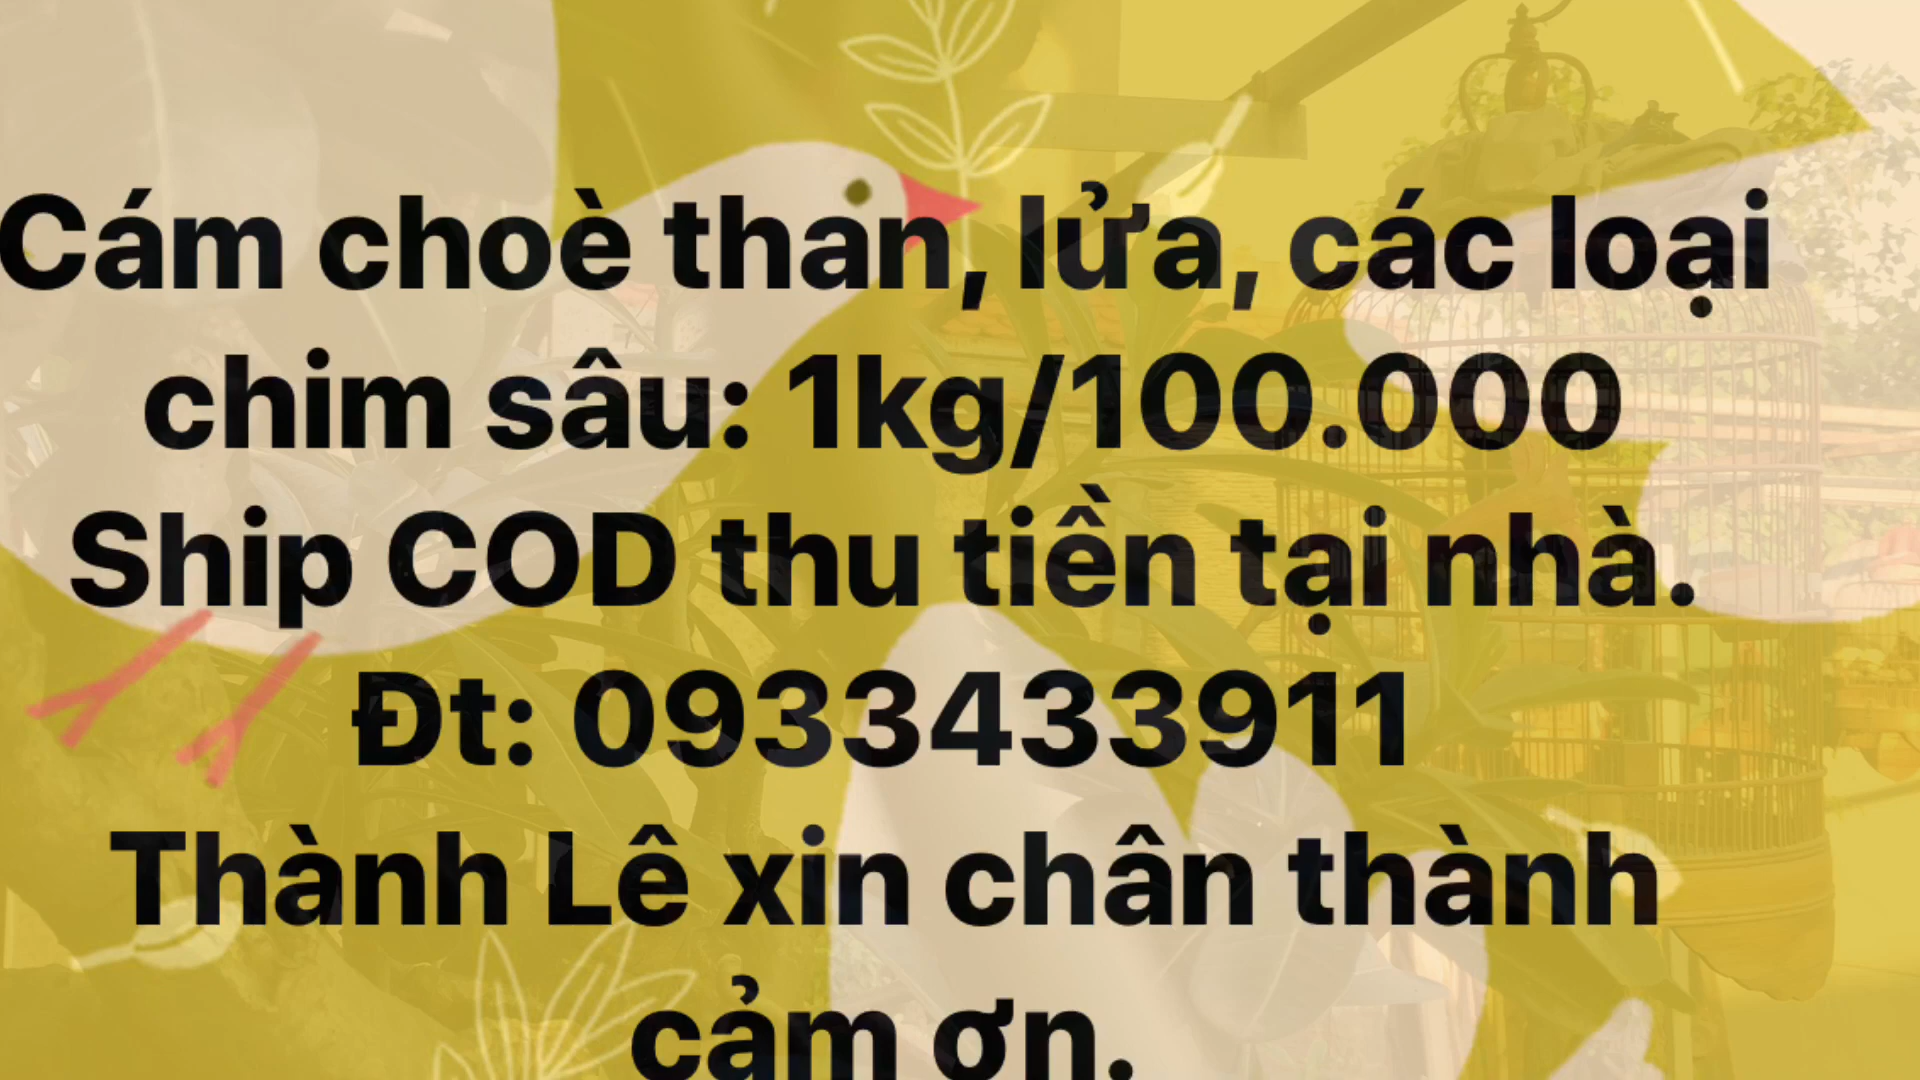 Cám choè than, lửa, các loại
chim sâu: 1kg/100.000
Ship COD thu tiền tại nhà.
Đt: 0933433911
Thành Lê xin chân thành
cảm ơn.